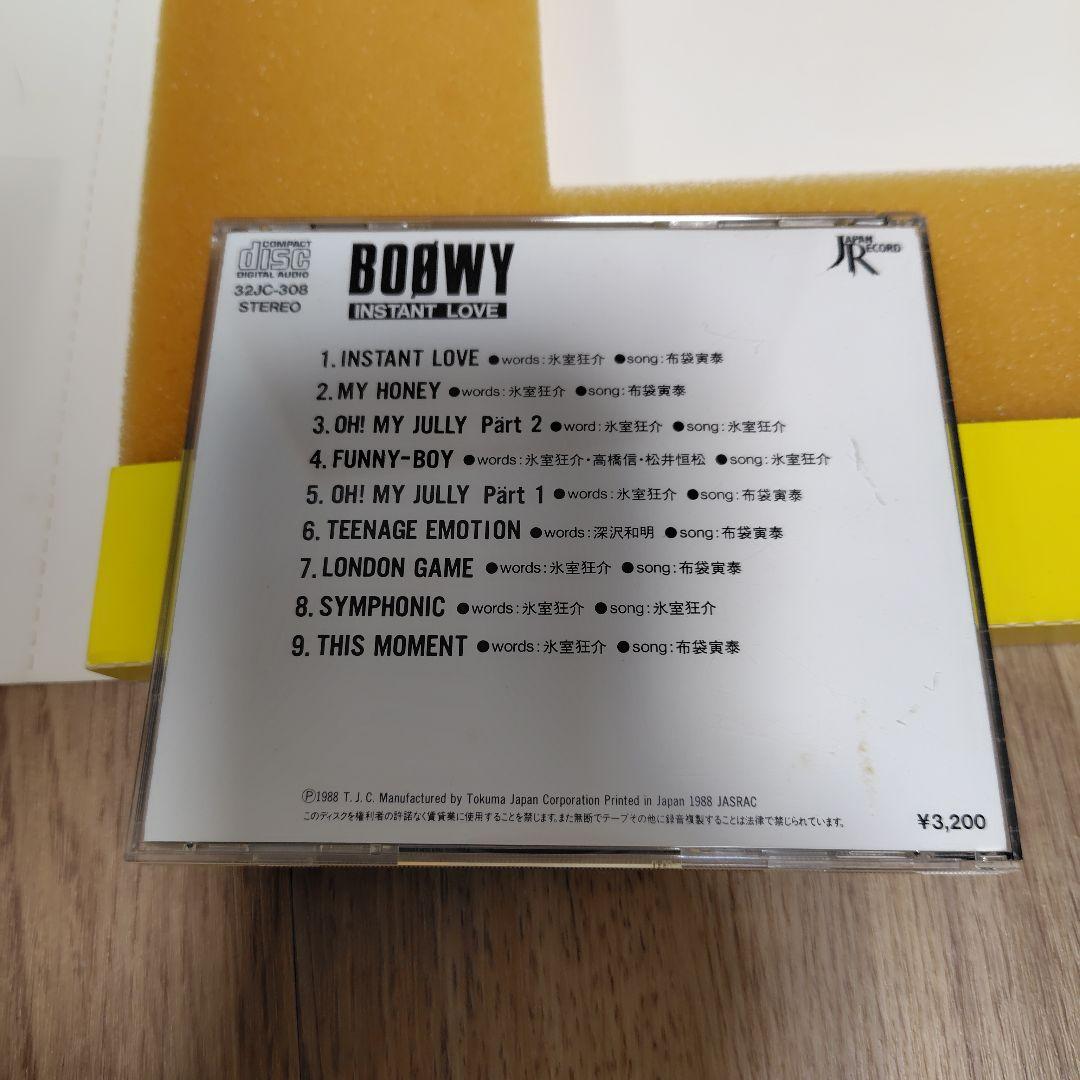 COMPACT
disc
DIGITAL AUDIO
32JC-308
STEREO
BOØWY
INSTANT LOVE
JAPAN
RECORD
1. INSTANT LOVE ●words:氷室狂介 ●song:布袋寅泰
2. MY HONEY ●words:氷室狂介 ●song:布袋寅泰
3. OH! MY JULLY Pärt 2 ●word:氷室狂介 ●song:氷室狂介
4. FUNNY-BOY ●words:氷室狂介・高橋信・松井恒松 ●song:氷室狂介
5. OH! MY JULLY Pärt 1 ●words:氷室狂介 ●song:布袋寅泰
6. TEENAGE EMOTION ●words:深沢和明 ●song:布袋寅泰
7. LONDON GAME ●words:氷室狂介 ●song:布袋寅泰
8. SYMPHONIC ●words:氷室狂介 ●song:氷室狂介
9. THIS MOMENT ●words:氷室狂介 ●song:布袋寅泰
Ⓟ1988 T. J. C. Manufactured by Tokuma Japan Corporation Printed in Japan 1988 JASRAC
このディスクを権利者の許諾なく賃貸業に使用することを禁じます。また無断でテープその他に録音複製することは法律で禁じられています。
¥3,200